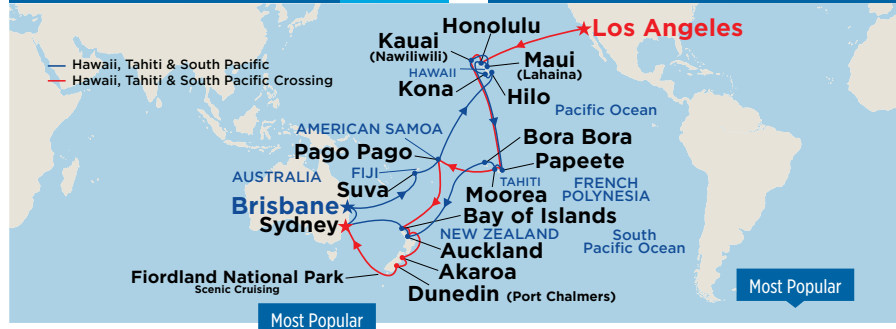 Honolulu
Los Angeles
Kauai
(Nawiliwili)
Hawaii, Tahiti & South Pacific
Hawaii, Tahiti & South Pacific Crossing
HAWAII
Maui
(Lahaina)
Kona
Hilo
Pacific Ocean
AMERICAN SAMOA
Bora Bora
Pago Pago
Papeete
FIJI
AUSTRALIA
Suva
Moorea
TAHITI
FRENCH
POLYNESIA
Brisbane
Bay of Islands
Sydney
NEW ZEALAND
South
Pacific Ocean
Auckland
Akaroa
Fiordland National Park
Scenic Cruising
Dunedin (Port Chalmers)
Most Popular
Most Popular